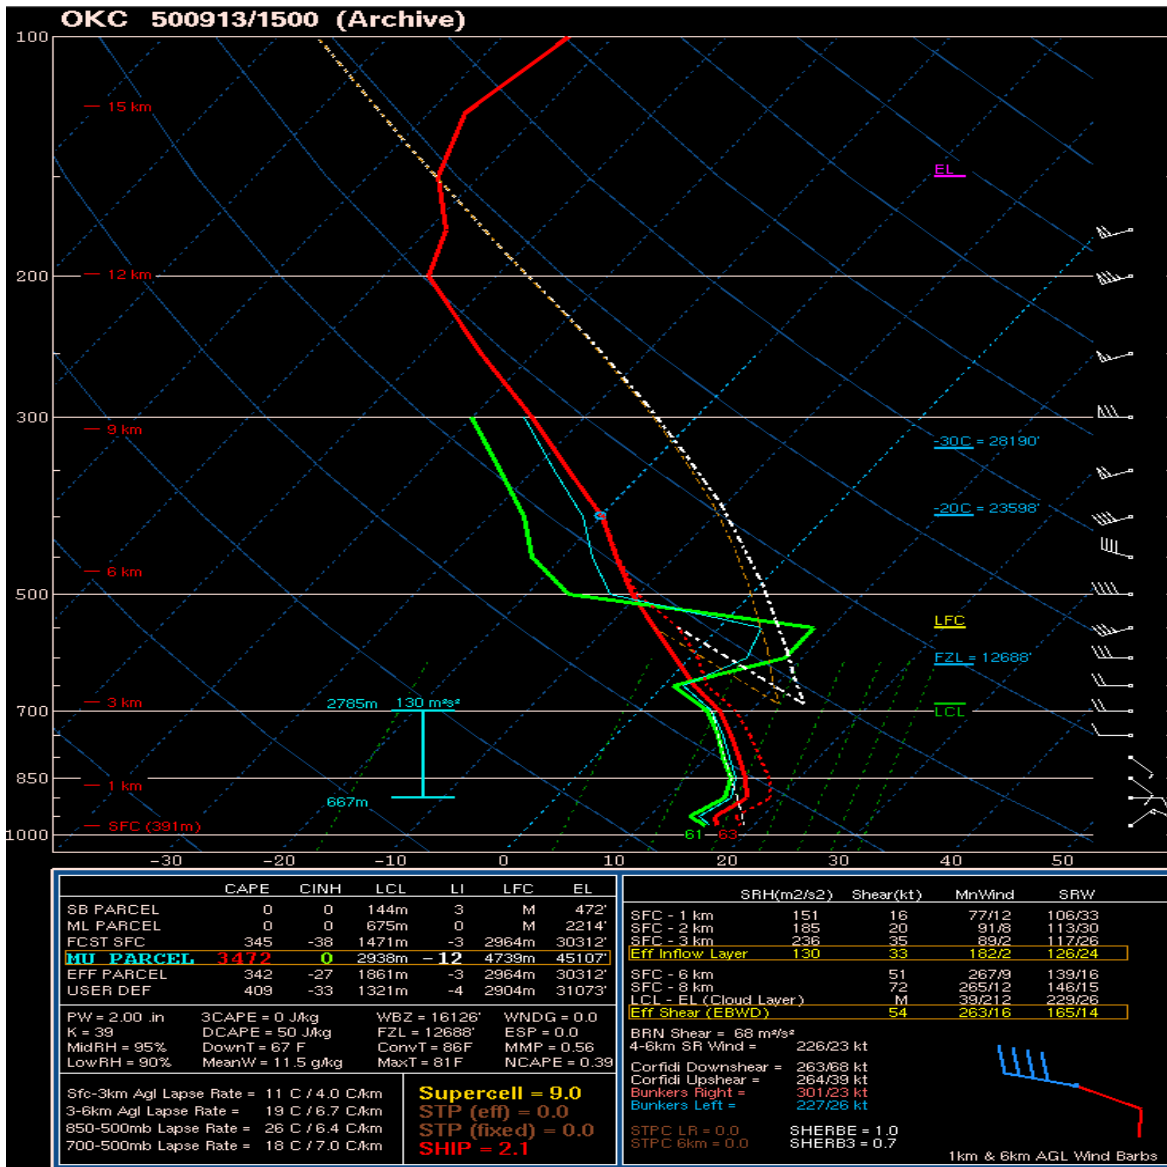 OKC 500913/1500 (Archive)
100
15 km
EL
200
12 km
300
9 km
-30C = 28190'
-20C = 23598'
6 km
500
LFC
FZL = 12688'
3 km
2785m 130 m²s²
700
LCL
850
1 km
667m
SFC (391m)
1000
61 63
-30 -20 -10 0 10 20 30 40 50
CAPE CINH LCL LI LFC EL
SB PARCEL 0 0 144m 3 M 472'
ML PARCEL 0 0 675m 0 M 2214'
FCST SFC 345 -38 1471m -3 2964m 30312'
MU PARCEL 3472 0 2938m -12 4739m 45107'
EFF PARCEL 342 -27 1861m -3 2964m 30312'
USER DEF 409 -33 1321m -4 2904m 31073'
PW = 2.00 .in 3CAPE = 0 J/kg WBZ = 16126' WNDG = 0.0
K = 39 DCAPE = 50 J/kg FZL = 12688' ESP = 0.0
MidRH = 95% DownT = 67 F ConvT = 86F MMP = 0.56
LowRH = 90% MeanW = 11.5 g/kg MaxT = 81F NCAPE = 0.39
Sfc-3km Agl Lapse Rate = 11 C / 4.0 C/km
3-6km Agl Lapse Rate = 19 C / 6.7 C/km
850-500mb Lapse Rate = 26 C / 6.4 C/km
700-500mb Lapse Rate = 18 C / 7.0 C/km
Supercell = 9.0
STP (eff) = 0.0
STP (fixed) = 0.0
SHIP = 2.1
SRH(m2/s2) Shear(kt) MnWind SRW
SFC - 1 km 151 16 77/12 106/33
SFC - 2 km 185 20 91/8 113/30
SFC - 3 km 236 35 89/2 117/26
Eff Inflow Layer 130 33 182/2 126/24
SFC - 6 km 51 267/9 139/16
SFC - 8 km 72 265/12 146/15
LCL - EL (Cloud Layer) M 39/212 229/26
Eff Shear (EBWD) 54 263/16 165/14
BRN Shear = 68 m²/s²
4-6km SR Wind = 226/23 kt
Corfidi Downshear = 263/68 kt
Corfidi Upshear = 264/39 kt
Bunkers Right = 301/23 kt
Bunkers Left = 227/26 kt
STPC LR = 0.0 SHERBE = 1.0
STPC 6km = 0.0 SHERB3 = 0.7
1km & 6km AGL Wind Barbs